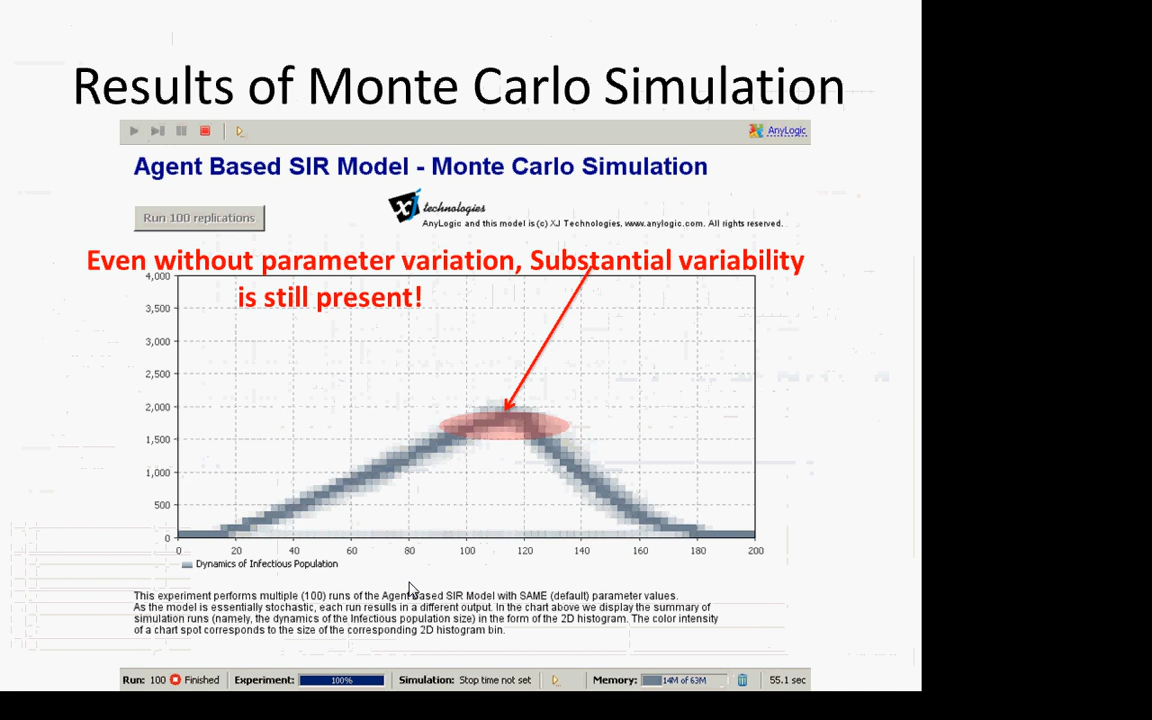 Results of Monte Carlo Simulation
AnyLogic
Agent Based SIR Model - Monte Carlo Simulation
Run 100 replications
xj technologies
AnyLogic and this model is (c) XJ Technologies, www.anylogic.com. All rights reserved.
Even without parameter variation, Substantial variability
is still present!
4,000
3,500
3,000
2,500
2,000
1,500
1,000
500
0
0 20 40 60 80 100 120 140 160 180 200
Dynamics of Infectious Population
This experiment performs multiple (100) runs of the Agent Based SIR Model with SAME (default) parameter values.
As the model is essentially stochastic, each run results in a different output. In the chart above we display the summary of
simulation runs (namely, the dynamics of the Infectious population size) in the form of the 2D histogram. The color intensity
of a chart spot corresponds to the size of the corresponding 2D histogram bin.
Run: 100 Finished Experiment: 100% Simulation: Stop time not set Memory: 14M of 63M 55.1 sec